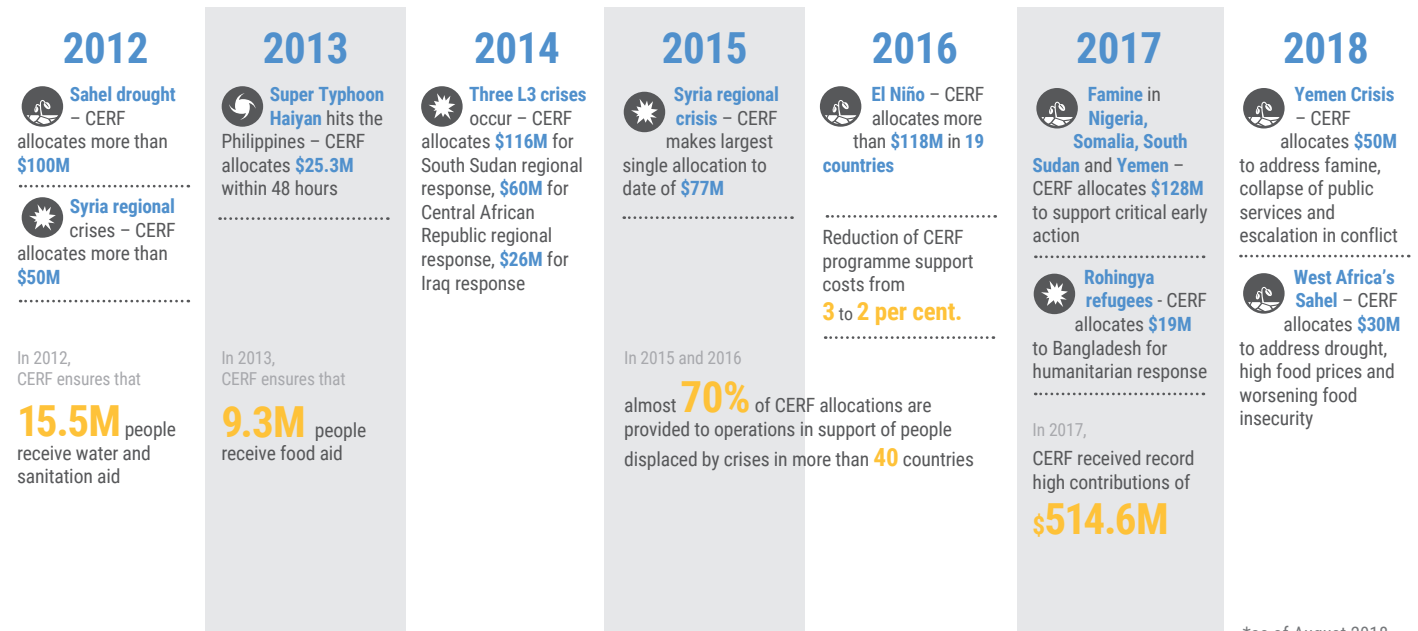 2012
Sahel drought
– CERF
allocates more than
$100M
Syria regional
crises – CERF
allocates more than
$50M
In 2012,
CERF ensures that
15.5M people
receive water and
sanitation aid
2013
Super Typhoon
Haiyan hits the
Philippines – CERF
allocates $25.3M
within 48 hours
In 2013,
CERF ensures that
9.3M people
receive food aid
2014
Three L3 crises
occur – CERF
allocates $116M for
South Sudan regional
response, $60M for
Central African
Republic regional
response, $26M for
Iraq response
2015
Syria regional
crisis – CERF
makes largest
single allocation to
date of $77M
2016
El Niño – CERF
allocates more
than $118M in 19
countries
Reduction of CERF
programme support
costs from
3 to 2 per cent.
In 2015 and 2016
almost 70% of CERF allocations are
provided to operations in support of people
displaced by crises in more than 40 countries
2017
Famine in
Nigeria,
Somalia, South
Sudan and Yemen –
CERF allocates $128M
to support critical early
action
Rohingya
refugees - CERF
allocates $19M
to Bangladesh for
humanitarian response
In 2017,
CERF received record
high contributions of
$514.6M
2018
Yemen Crisis
– CERF
allocates $50M
to address famine,
collapse of public
services and
escalation in conflict
West Africa's
Sahel – CERF
allocates $30M
to address drought,
high food prices and
worsening food
insecurity
*as of August 2018